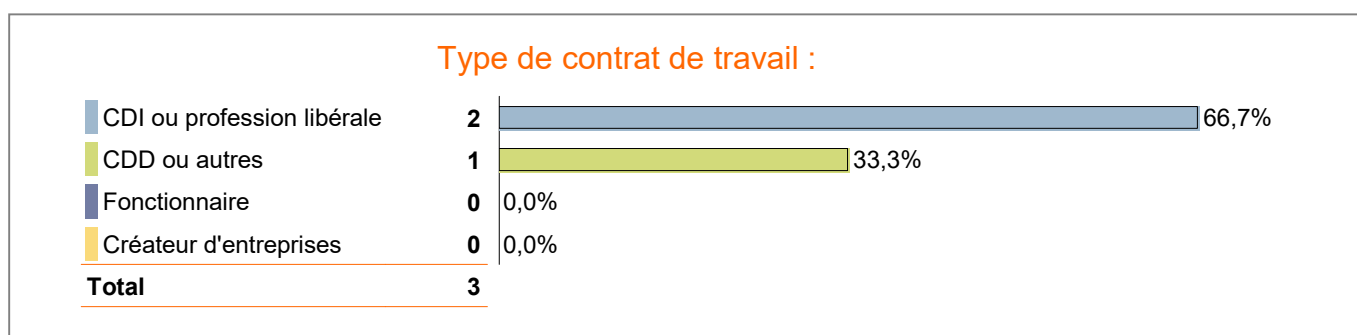 Type de contrat de travail :
CDI ou profession libérale 2 66,7%
CDD ou autres 1 33,3%
Fonctionnaire 0 0,0%
Créateur d'entreprises 0 0,0%
Total 3